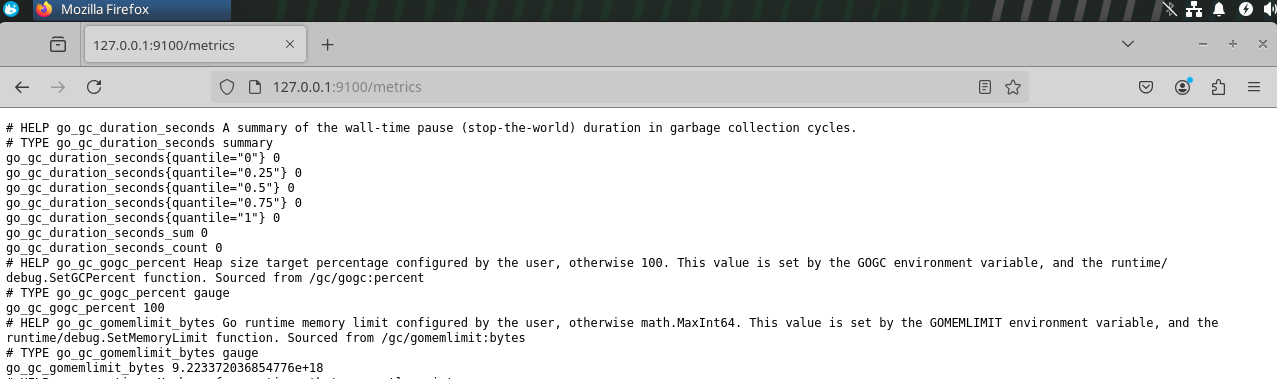 Mozilla Firefox
127.0.0.1:9100/metrics
127.0.0.1:9100/metrics
# HELP go_gc_duration_seconds A summary of the wall-time pause (stop-the-world) duration in garbage collection cycles.
# TYPE go_gc_duration_seconds summary
go_gc_duration_seconds{quantile="0"} 0
go_gc_duration_seconds{quantile="0.25"} 0
go_gc_duration_seconds{quantile="0.5"} 0
go_gc_duration_seconds{quantile="0.75"} 0
go_gc_duration_seconds{quantile="1"} 0
go_gc_duration_seconds_sum 0
go_gc_duration_seconds_count 0
# HELP go_gc_gogc_percent Heap size target percentage configured by the user, otherwise 100. This value is set by the GOGC environment variable, and the runtime/
debug.SetGCPercent function. Sourced from /gc/gogc:percent
# TYPE go_gc_gogc_percent gauge
go_gc_gogc_percent 100
# HELP go_gc_gomemlimit_bytes Go runtime memory limit configured by the user, otherwise math.MaxInt64. This value is set by the GOMEMLIMIT environment variable, and the
runtime/debug.SetMemoryLimit function. Sourced from /gc/gomemlimit:bytes
# TYPE go_gc_gomemlimit_bytes gauge
go_gc_gomemlimit_bytes 9.223372036854776e+18